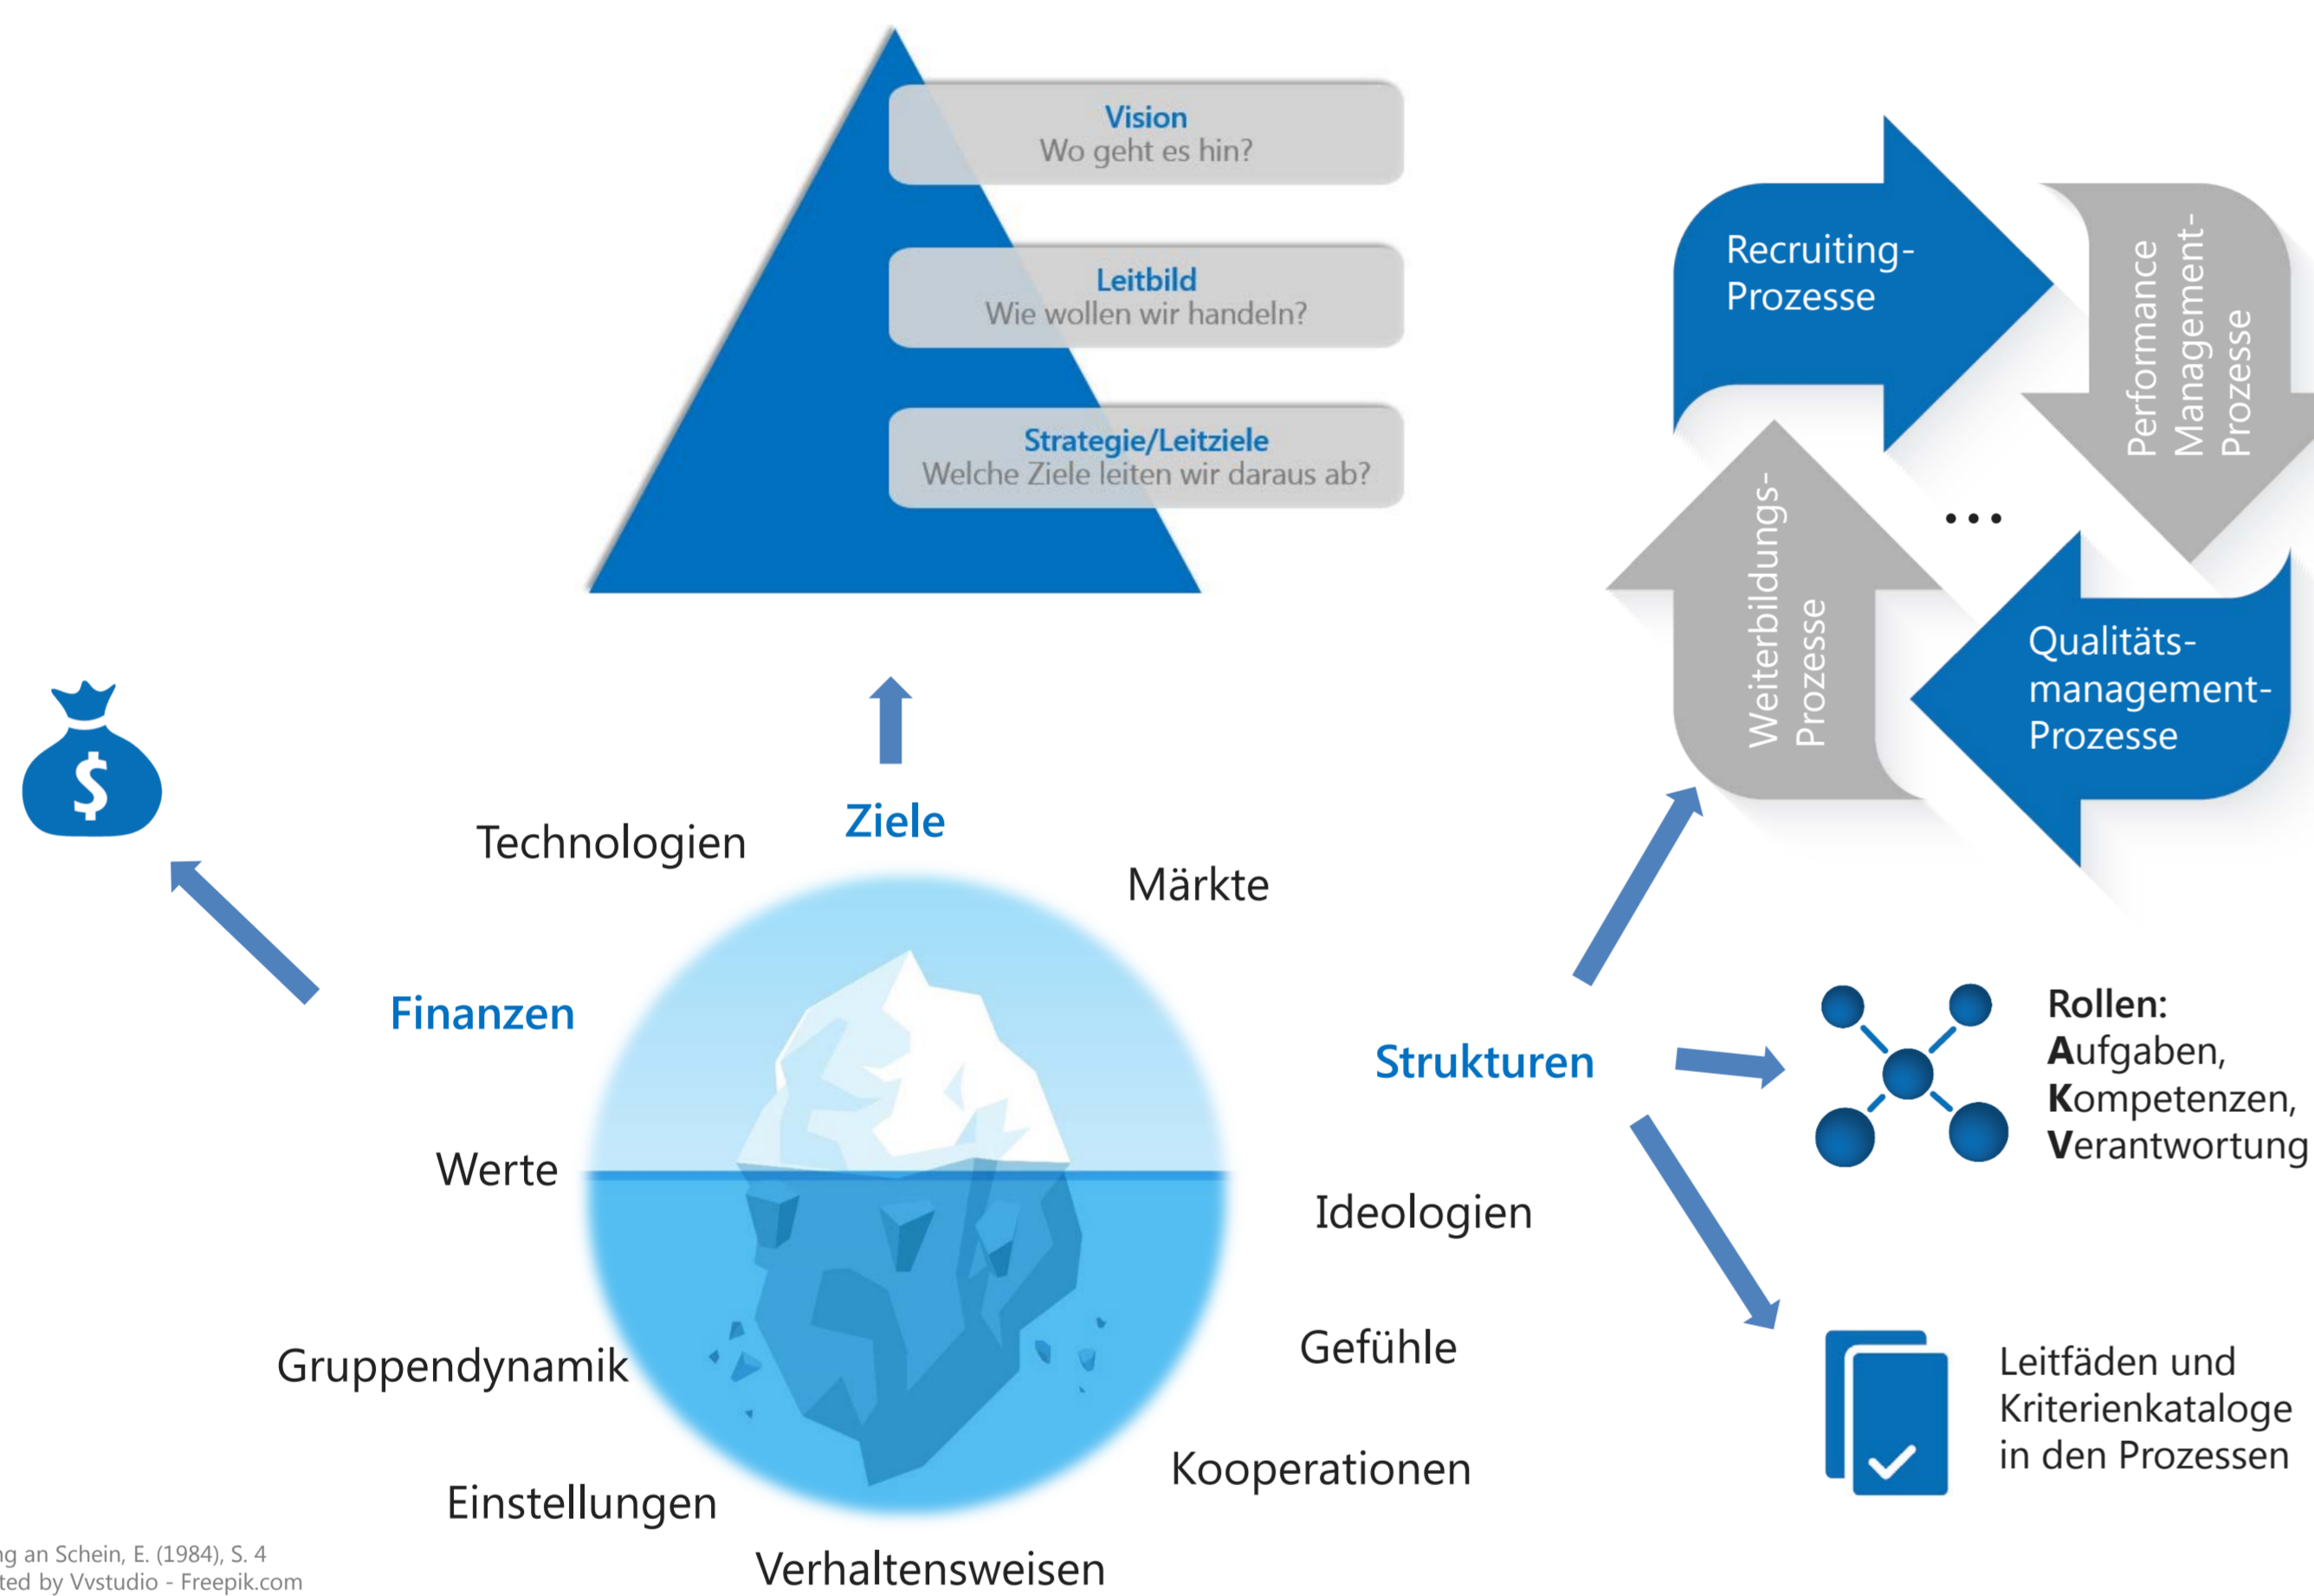 Vision
Wo geht es hin?
Leitbild
Wie wollen wir handeln?
Strategie/Leitziele
Welche Ziele leiten wir daraus ab?
Recruiting-
Prozesse
Performance
Management-
Prozesse
Weiterbildungs-
Prozesse
...
Qualitäts-
management-
Prozesse
$
Technologien
Ziele
Märkte
Finanzen
Strukturen
Rollen:
Aufgaben,
Kompetenzen,
Verantwortung
Werte
Ideologien
Gruppendynamik
Gefühle
Leitfäden und
Kriterienkataloge
in den Prozessen
Kooperationen
Einstellungen
Verhaltensweisen
an Schein, E. (1984), S. 4
by Vvstudio - Freepik.com